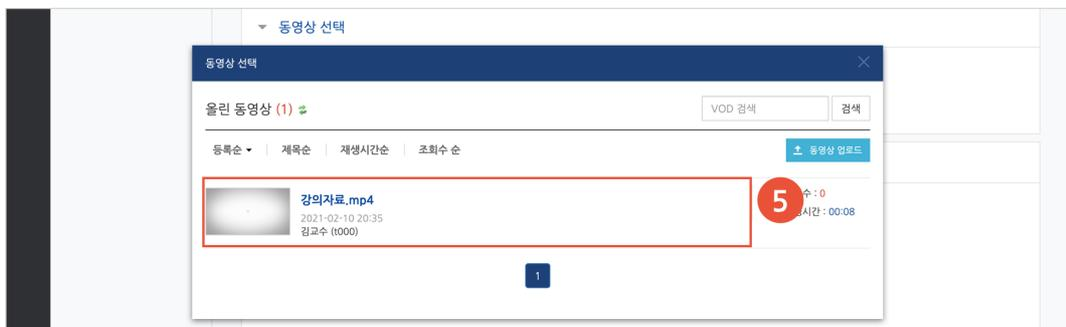 동영상 선택
동영상 선택
올린 동영상 (1)
VOD 검색 검색
등록순 제목순 재생시간순 조회수 순
동영상 업로드
강의자료.mp4
2021-02-10 20:35
김교수 (t000)
5
수 : 0
시간 : 00:08
1